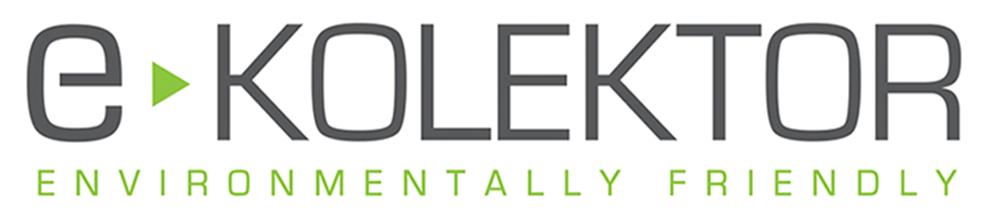 e KOLEKTOR
ENVIRONMENTALLY FRIENDLY